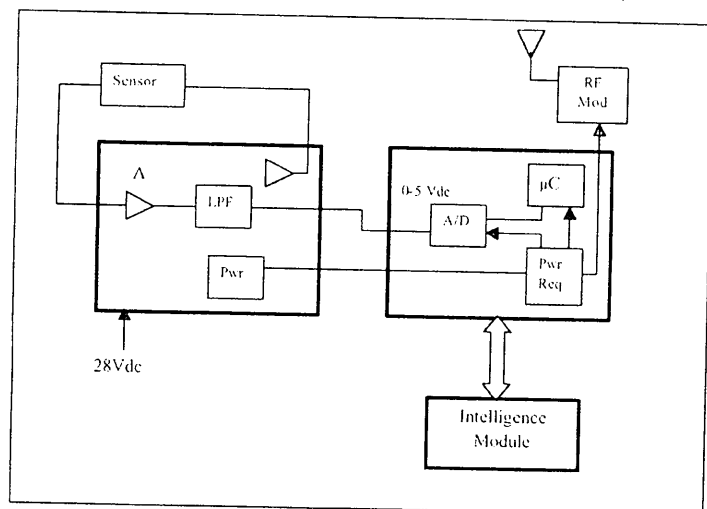 Sensor
RF
Mod
A
LPF
0-5 Vdc
A/D
µC
Pwr
Pwr
Req
28Vdc
Intelligence
Module